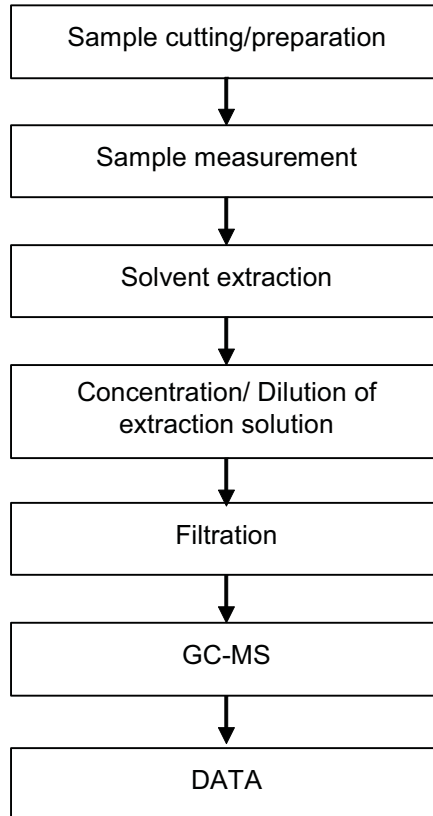 Sample cutting/preparation
Sample measurement
Solvent extraction
Concentration/ Dilution of
extraction solution
Filtration
GC-MS
DATA